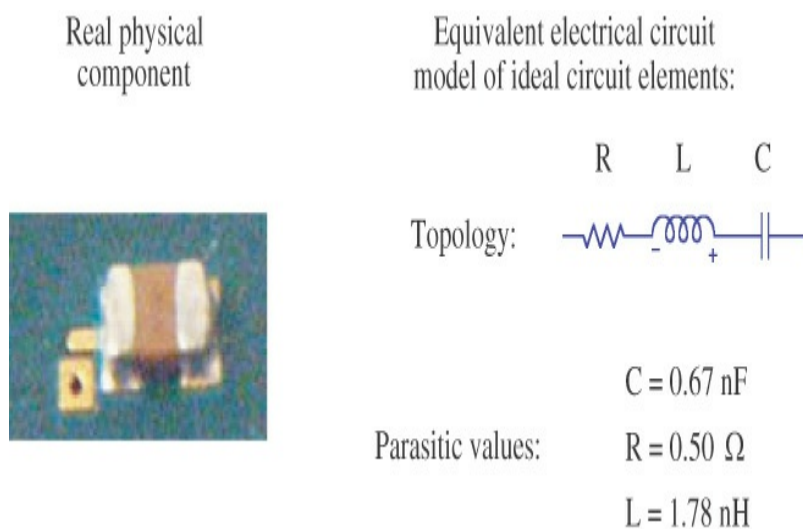 Real physical
component
Equivalent electrical circuit
model of ideal circuit elements:
R L C
Topology:
- +
C = 0.67 nF
Parasitic values: R = 0.50 Ω
L = 1.78 nH